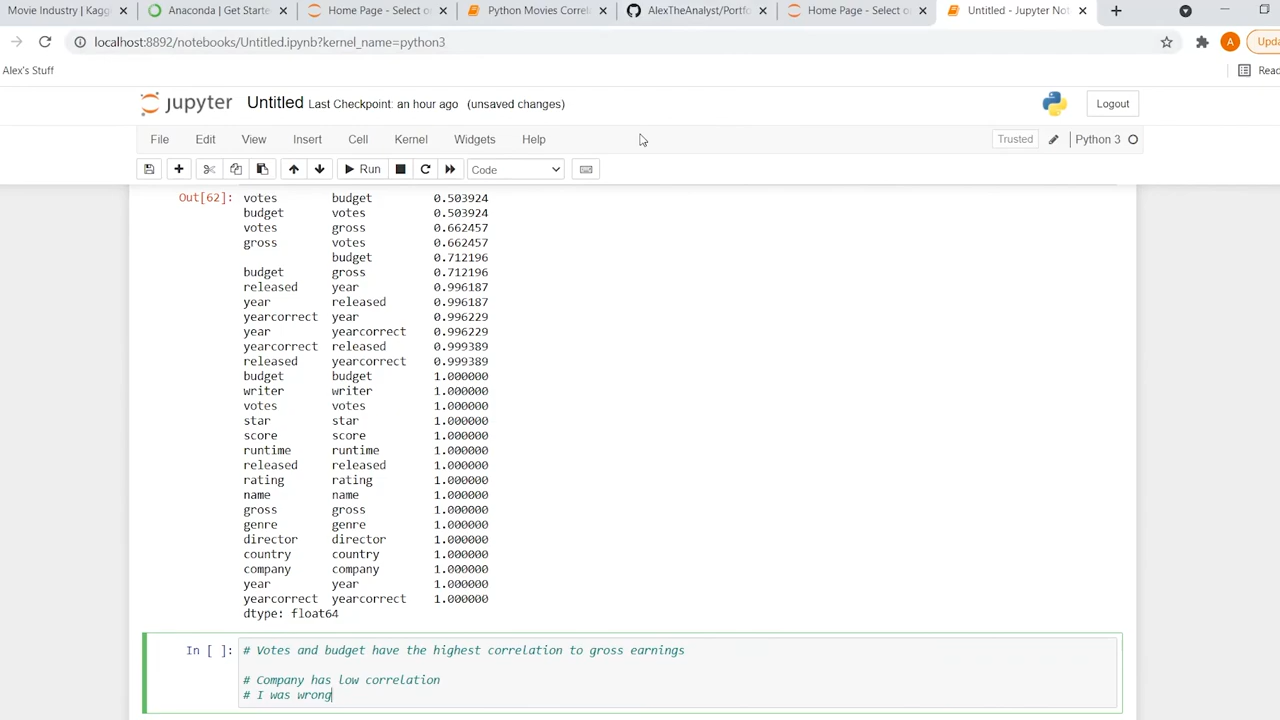 Movie Industry | Kagg
Anaconda | Get Starte
Home Page - Select o
Python Movies Correl
AlexTheAnalyst/Portfo
Home Page - Select o
Untitled - Jupyter Not
localhost:8892/notebooks/Untitled.ipynb?kernel_name=python3
A
Upda
Alex's Stuff
Read
jupyter Untitled Last Checkpoint: an hour ago (unsaved changes)
Logout
File Edit View Insert Cell Kernel Widgets Help
Trusted
Python 3
Run
Code
Out[62]: votes budget 0.503924
budget votes 0.503924
votes gross 0.662457
gross votes 0.662457
budget 0.712196
budget gross 0.712196
released year 0.996187
year released 0.996187
yearcorrect year 0.996229
year yearcorrect 0.996229
yearcorrect released 0.999389
released yearcorrect 0.999389
budget budget 1.000000
writer writer 1.000000
votes votes 1.000000
star star 1.000000
score score 1.000000
runtime runtime 1.000000
released released 1.000000
rating rating 1.000000
name name 1.000000
gross gross 1.000000
genre genre 1.000000
director director 1.000000
country country 1.000000
company company 1.000000
year year 1.000000
yearcorrect yearcorrect 1.000000
dtype: float64
In [ ]: # Votes and budget have the highest correlation to gross earnings
# Company has low correlation
# I was wrong